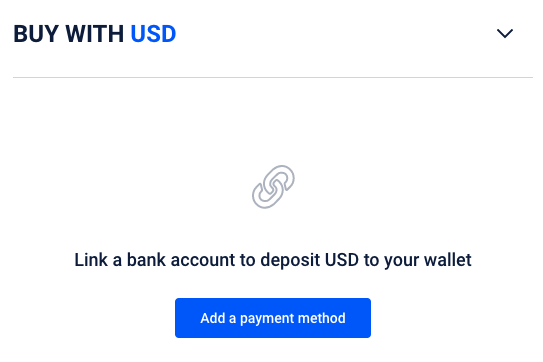 BUY WITH USD
Link a bank account to deposit USD to your wallet
Add a payment method